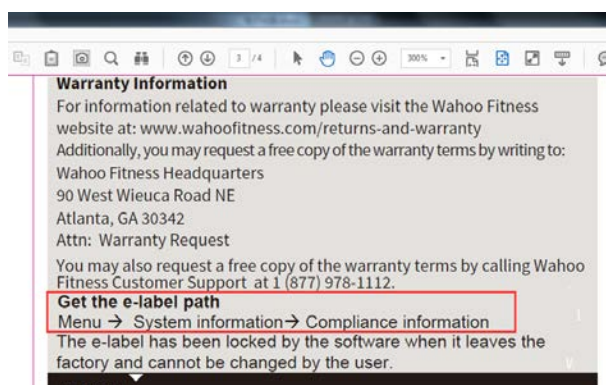 3 / 4
300%
Warranty Information
For information related to warranty please visit the Wahoo Fitness
website at: www.wahoofitness.com/returns-and-warranty
Additionally, you may request a free copy of the warranty terms by writing to:
Wahoo Fitness Headquarters
90 West Wieuca Road NE
Atlanta, GA 30342
Attn: Warranty Request
You may also request a free copy of the warranty terms by calling Wahoo
Fitness Customer Support at 1 (877) 978-1112.
Get the e-label path
Menu → System information→ Compliance information
The e-label has been locked by the software when it leaves the
factory and cannot be changed by the user.